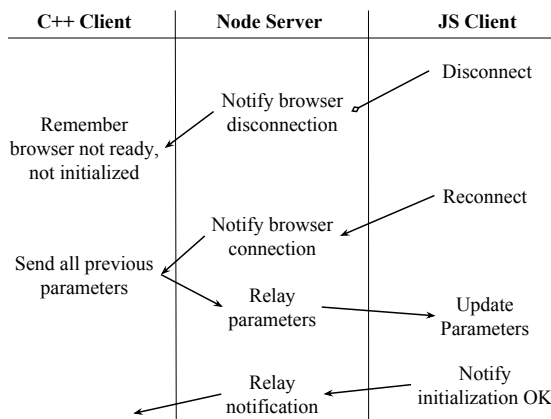 C++ Client
Node Server
JS Client
Disconnect
Notify browser
disconnection
Remember
browser not ready,
not initialized
Reconnect
Notify browser
connection
Send all previous
parameters
Relay
parameters
Update
Parameters
Notify
initialization OK
Relay
notification